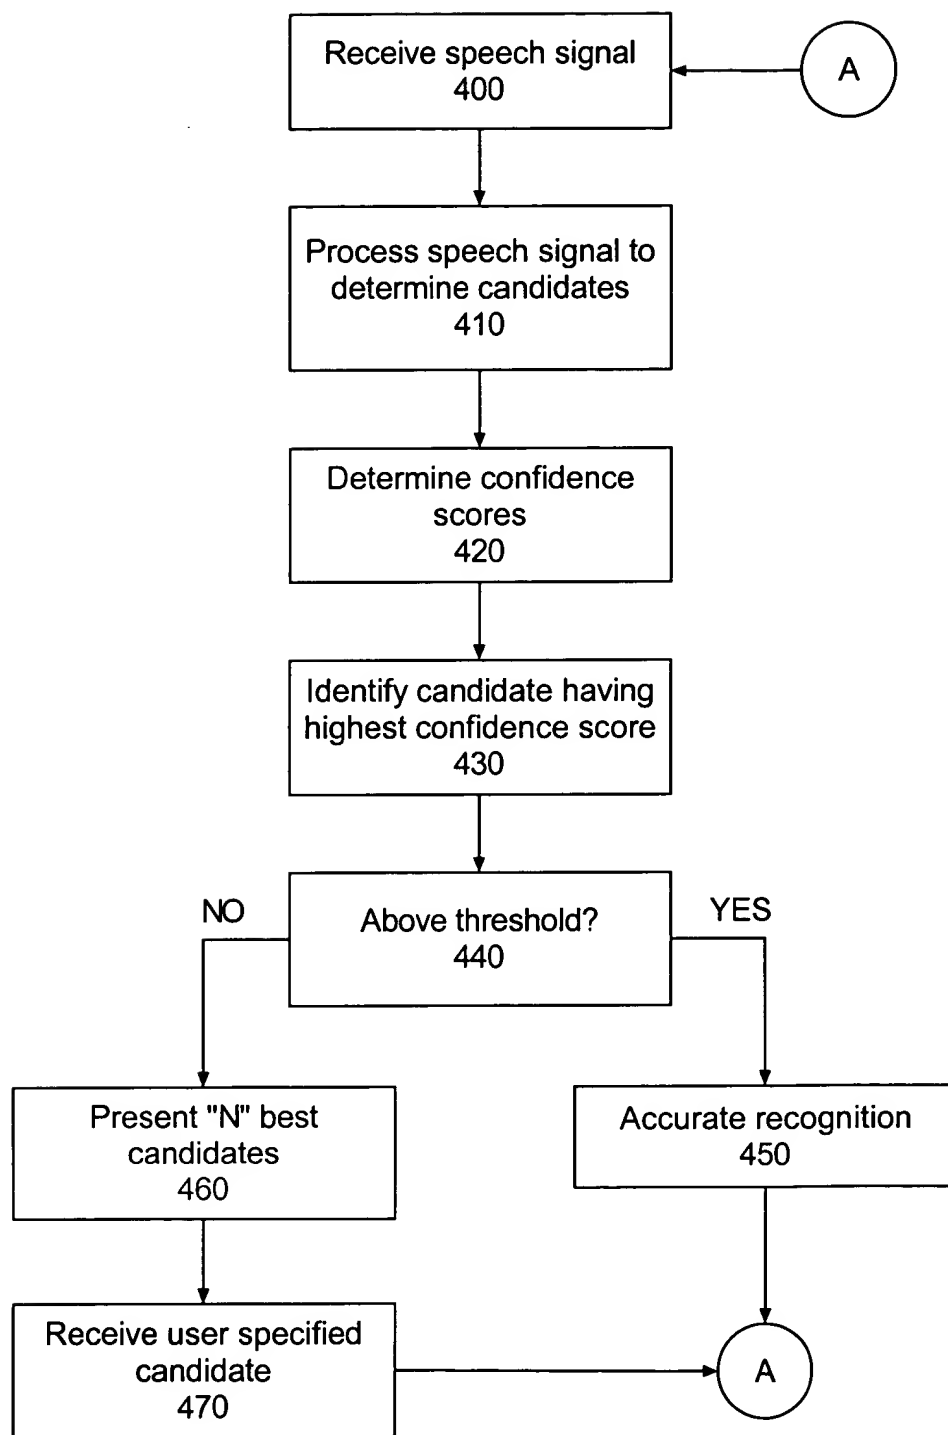 Receive speech signal
400
A
Process speech signal to
determine candidates
410
Determine confidence
scores
420
Identify candidate having
highest confidence score
430
NO
Above threshold?
440
YES
Present "N" best
candidates
460
Accurate recognition
450
Receive user specified
candidate
470
A